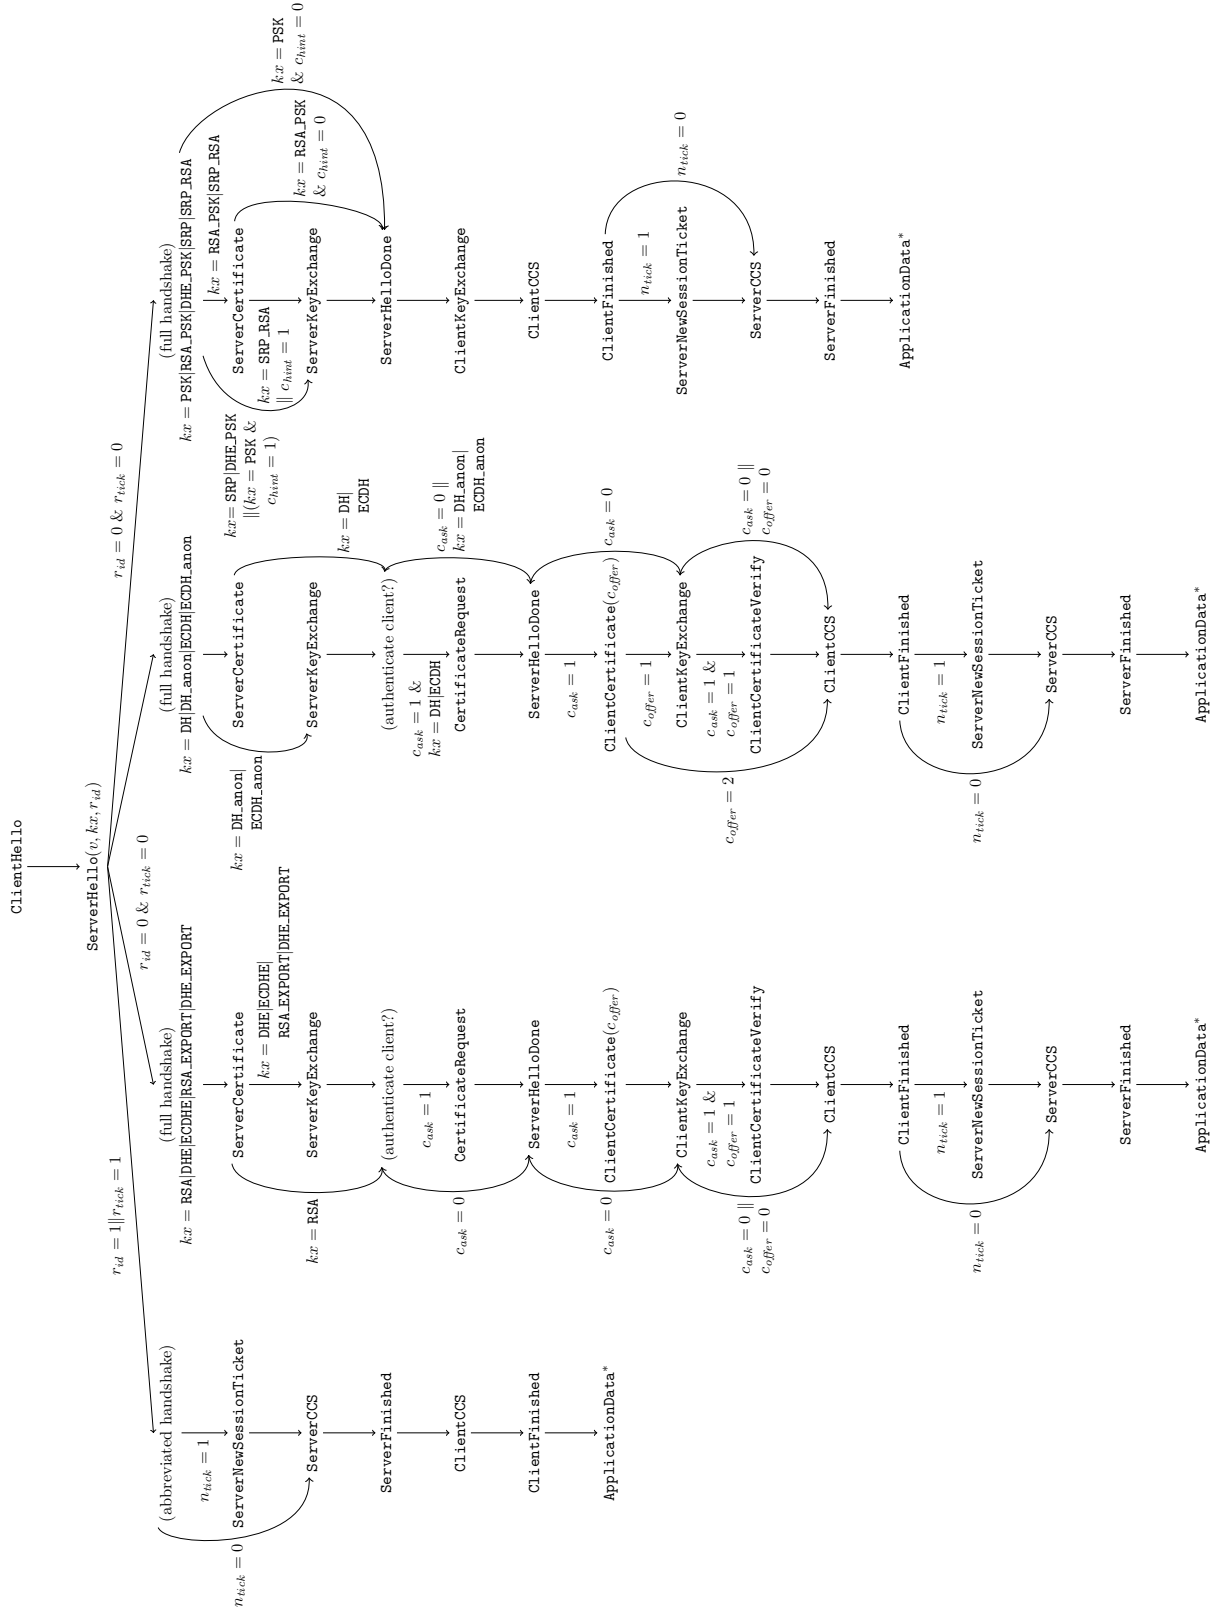 ClientHello
ServerHello(v, kx, r_id)
r_id = 1||r_tick = 1
r_id = 0 & r_tick = 0
r_id = 0 & r_tick = 0
(abbreviated handshake)
n_tick = 1
ServerNewSessionTicket
n_tick = 0
ServerCCS
ServerFinished
ClientCCS
ClientFinished
ApplicationData*
(full handshake)
kx = RSA|DHE|ECDHE|RSA_EXPORT|DHE_EXPORT
ServerCertificate
kx = DHE|ECDHE|
RSA_EXPORT|DHE_EXPORT
kx = RSA
ServerKeyExchange
(authenticate client?)
c_ask = 1
c_ask = 0
CertificateRequest
ServerHelloDone
c_ask = 1
c_ask = 0
ClientCertificate(c_offer)
ClientKeyExchange
c_ask = 1 &
c_offer = 1
c_ask = 0 ||
c_offer = 0
ClientCertificateVerify
ClientCCS
ClientFinished
n_tick = 1
n_tick = 0
ServerNewSessionTicket
ServerCCS
ServerFinished
ApplicationData*
(full handshake)
kx = DH|DH_anon|ECDH|ECDH_anon
kx = DH_anon|
ECDH_anon
ServerCertificate
kx = DH|
ECDH
ServerKeyExchange
(authenticate client?)
c_ask = 1 &
kx = DH|ECDH
c_ask = 0 ||
kx = DH_anon|
ECDH_anon
CertificateRequest
ServerHelloDone
c_ask = 1
c_ask = 0
ClientCertificate(c_offer)
c_offer = 1
c_offer = 2
ClientKeyExchange
c_ask = 1 &
c_offer = 1
c_ask = 0 ||
c_offer = 0
ClientCertificateVerify
ClientCCS
ClientFinished
n_tick = 1
n_tick = 0
ServerNewSessionTicket
ServerCCS
ServerFinished
ApplicationData*
(full handshake)
kx = PSK|RSA_PSK|DHE_PSK|SRP|SRP_RSA
kx = RSA_PSK|SRP_RSA
kx = PSK
& c_hint = 0
kx = SRP|DHE_PSK
||(kx = PSK &
c_hint = 1)
ServerCertificate
kx = SRP_RSA
|| c_hint = 1
kx = RSA_PSK
& c_hint = 0
ServerKeyExchange
ServerHelloDone
ClientKeyExchange
ClientCCS
ClientFinished
n_tick = 1
n_tick = 0
ServerNewSessionTicket
ServerCCS
ServerFinished
ApplicationData*